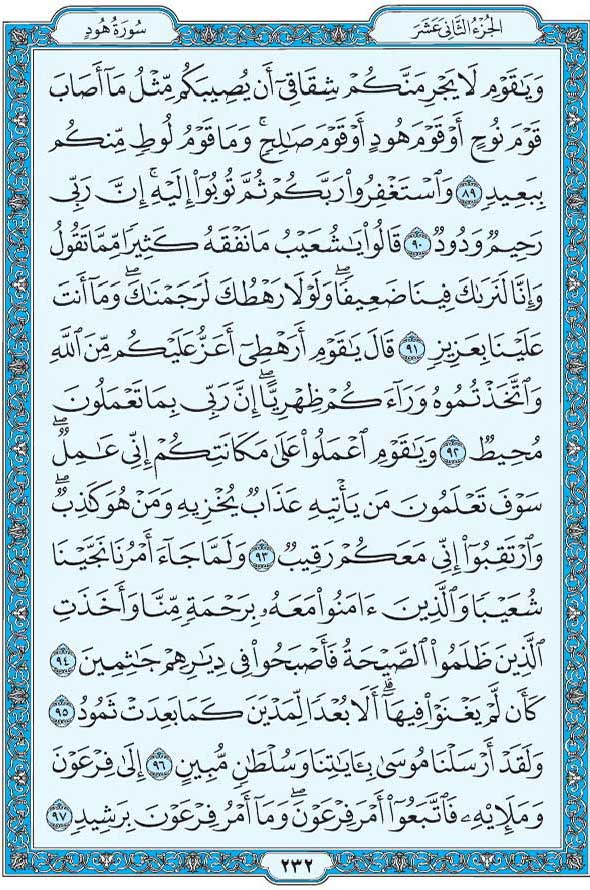 الجُزْءُ الثَّانِي عَشَرَ
سُورَةُ هُودٍ
وَيَٰقَوْمِ لَا يَجْرِمَنَّكُمْ شِقَاقِىٓ أَن يُصِيبَكُم مِّثْلُ مَآ أَصَابَ
قَوْمَ نُوحٍ أَوْ قَوْمَ هُودٍ أَوْ قَوْمَ صَٰلِحٍۚ وَمَا قَوْمُ لُوطٍ مِّنكُم
بِبَعِيدٍ ٨٩ وَٱسْتَغْفِرُوا۟ رَبَّكُمْ ثُمَّ تُوبُوٓا۟ إِلَيْهِۚ إِنَّ رَبِّى
رَحِيمٌ وَدُودٌ ٩٠ قَالُوا۟ يَٰشُعَيْبُ مَا نَفْقَهُ كَثِيرًا مِّمَّا تَقُولُ
وَإِنَّا لَنَرَىٰكَ فِينَا ضَعِيفًاۖ وَلَوْلَا رَهْطُكَ لَرَجَمْنَٰكَۖ وَمَآ أَنتَ
عَلَيْنَا بِعَزِيزٍ ٩١ قَالَ يَٰقَوْمِ أَرَهْطِىٓ أَعَزُّ عَلَيْكُم مِّنَ ٱللَّهِ
وَٱتَّخَذْتُمُوهُ وَرَآءَكُمْ ظِهْرِيًّاۖ إِنَّ رَبِّى بِمَا تَعْمَلُونَ
مُحِيطٌ ٩٢ وَيَٰقَوْمِ ٱعْمَلُوا۟ عَلَىٰ مَكَانَتِكُمْ إِنِّى عَٰمِلٌۖ
سَوْفَ تَعْلَمُونَ مَن يَأْتِيهِ عَذَابٌ يُخْزِيهِ وَمَنْ هُوَ كَٰذِبٌۖ
وَٱرْتَقِبُوٓا۟ إِنِّى مَعَكُمْ رَقِيبٌ ٩٣ وَلَمَّا جَآءَ أَمْرُنَا نَجَّيْنَا
شُعَيْبًا وَٱلَّذِينَ ءَامَنُوا۟ مَعَهُۥ بِرَحْمَةٍ مِّنَّا وَأَخَذَتِ
ٱلَّذِينَ ظَلَمُوا۟ ٱلصَّيْحَةُ فَأَصْبَحُوا۟ فِى دِيَٰرِهِمْ جَٰثِمِينَ ٩٤
كَأَن لَّمْ يَغْنَوْا۟ فِيهَآۗ أَلَا بُعْدًا لِّمَدْيَنَ كَمَا بَعِدَتْ ثَمُودُ ٩٥
وَلَقَدْ أَرْسَلْنَا مُوسَىٰ بِـَٔايَٰتِنَا وَسُلْطَٰنٍ مُّبِينٍ ٩٦ إِلَىٰ فِرْعَوْنَ
وَمَلَإِي۟هِۦ فَٱتَّبَعُوٓا۟ أَمْرَ فِرْعَوْنَۖ وَمَآ أَمْرُ فِرْعَوْنَ بِرَشِيدٍ ٩٧
٢٣٢